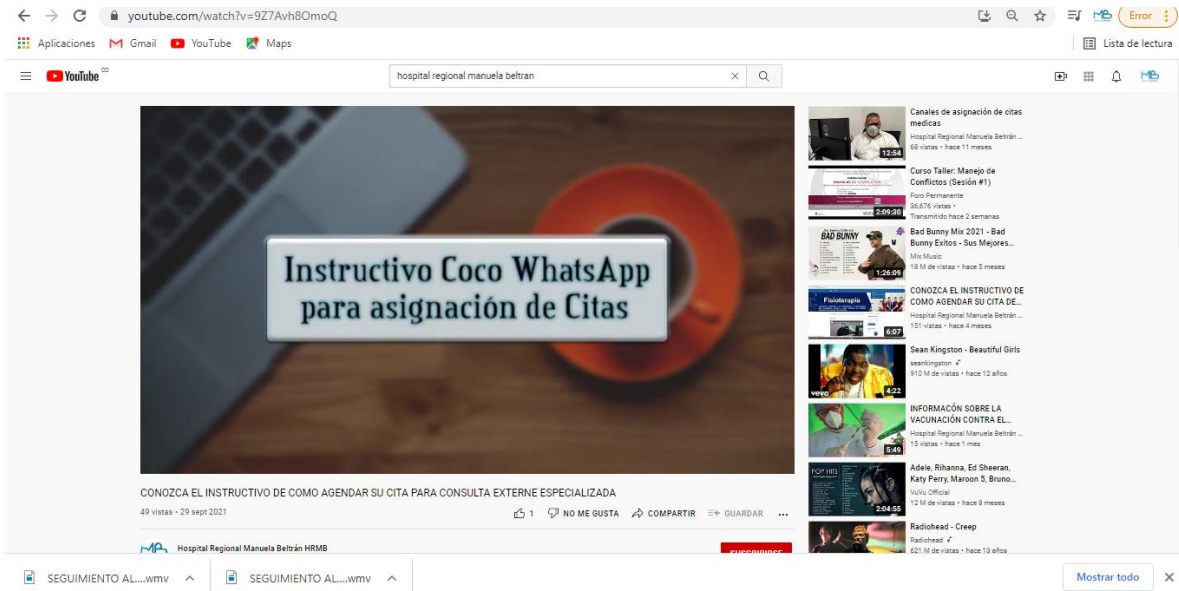 youtube.com/watch?v=9Z7Avh8OmoQ
Error
Aplicaciones Gmail YouTube Maps
Lista de lectura
YouTube CO
hospital regional manuela beltran
Instructivo Coco WhatsApp
para asignación de Citas
CONOZCA EL INSTRUCTIVO DE COMO AGENDAR SU CITA PARA CONSULTA EXTERNE ESPECIALIZADA
49 vistas • 29 sept 2021
1 NO ME GUSTA COMPARTIR GUARDAR ...
Hospital Regional Manuela Beltrán HRMB
SUSCRIBIRSE
12:54
Canales de asignación de citas
medicas
Hospital Regional Manuela Beltrán ...
68 vistas • hace 11 meses
2:09:30
Curso Taller: Manejo de
Conflictos (Sesión #1)
Foro Permanente
36,676 vistas •
Transmitido hace 2 semanas
BAD BUNNY
1:26:09
Bad Bunny Mix 2021 - Bad
Bunny Exitos - Sus Mejores...
Mix Music
18 M de vistas • hace 5 meses
Fisioterapia
6:07
CONOZCA EL INSTRUCTIVO DE
COMO AGENDAR SU CITA DE...
Hospital Regional Manuela Beltrán ...
151 vistas • hace 4 meses
vevo
4:22
Sean Kingston - Beautiful Girls
seankingston
910 M de vistas • hace 12 años
5:49
INFORMACÓN SOBRE LA
VACUNACIÓN CONTRA EL...
Hospital Regional Manuela Beltrán ...
15 vistas • hace 1 mes
POP HITS
2:04:55
Adele, Rihanna, Ed Sheeran,
Katy Perry, Maroon 5, Bruno...
VuVu Official
12 M de vistas • hace 8 meses
Radiohead - Creep
Radiohead
621 M de vistas • hace 13 años
SEGUIMIENTO AL....wmv
SEGUIMIENTO AL....wmv
Mostrar todo